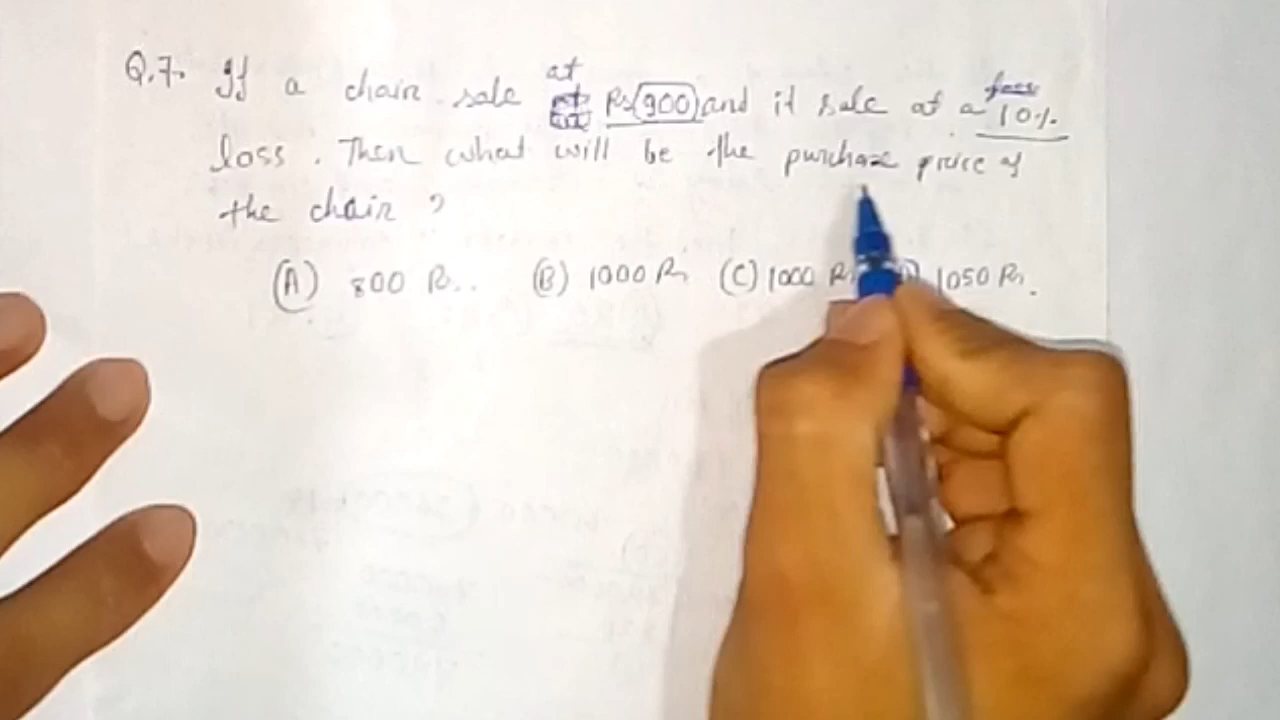 Q.7. If a chair sale at Rs 900 and it sale at a 10%
loss. Then what will be the purchase price of
the chair ?
(A) 800 Rs. (B) 1000 Rs (C) 1000 Rs 1050 Rs.